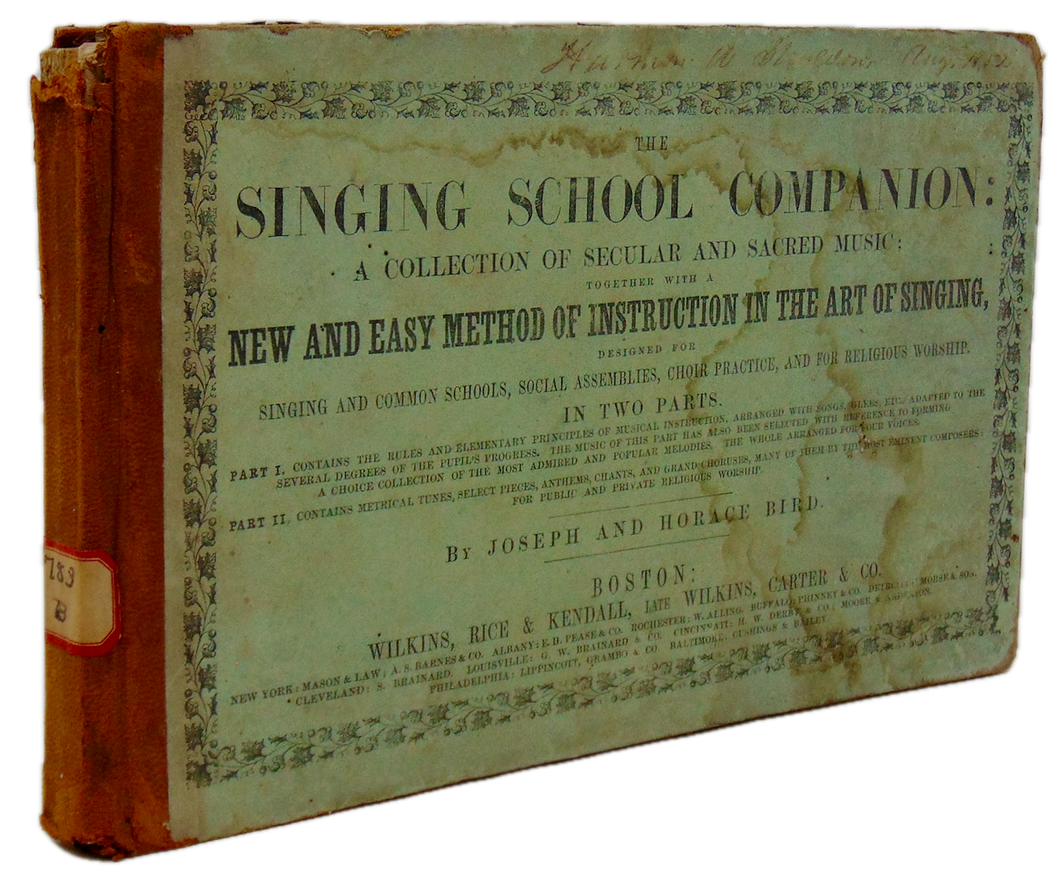 Aug. 1852
THE
SINGING SCHOOL COMPANION:
A COLLECTION OF SECULAR AND SACRED MUSIC:
TOGETHER WITH A
NEW AND EASY METHOD OF INSTRUCTION IN THE ART OF SINGING,
DESIGNED FOR
SINGING AND COMMON SCHOOLS, SOCIAL ASSEMBLIES, CHOIR PRACTICE, AND FOR RELIGIOUS WORSHIP.
IN TWO PARTS.
PART I. CONTAINS THE RULES AND ELEMENTARY PRINCIPLES OF MUSICAL INSTRUCTION, ARRANGED WITH SONGS, GLEES, ETC., ADAPTED TO THE
SEVERAL DEGREES OF THE PUPIL'S PROGRESS. THE MUSIC OF THIS PART HAS ALSO BEEN SELECTED WITH REFERENCE TO FORMING
A CHOICE COLLECTION OF THE MOST ADMIRED AND POPULAR MELODIES. THE WHOLE ARRANGED FOR FOUR VOICES.
PART II. CONTAINS METRICAL TUNES, SELECT PIECES, ANTHEMS, CHANTS, AND GRAND CHORUSES, MANY OF THEM BY THE MOST EMINENT COMPOSERS:
FOR PUBLIC AND PRIVATE RELIGIOUS WORSHIP.
BY JOSEPH AND HORACE BIRD.
BOSTON:
WILKINS, RICE & KENDALL, LATE WILKINS, CARTER & CO.
NEW YORK: MASON & LAW; A. S. BARNES & CO. ALBANY: E. D. PEASE & CO. ROCHESTER: W. ALLING. BUFFALO: PHINNEY & CO. DETROIT: MORSE & SON.
CLEVELAND: S. BRAINARD. LOUISVILLE: G. W. BRAINARD & CO. CINCINNATI: H. W. DERBY & CO.; MOORE & ANDERSON.
PHILADELPHIA: LIPPINCOTT, GRAMBO & CO. BALTIMORE: CUSHINGS & BAILEY
783
B